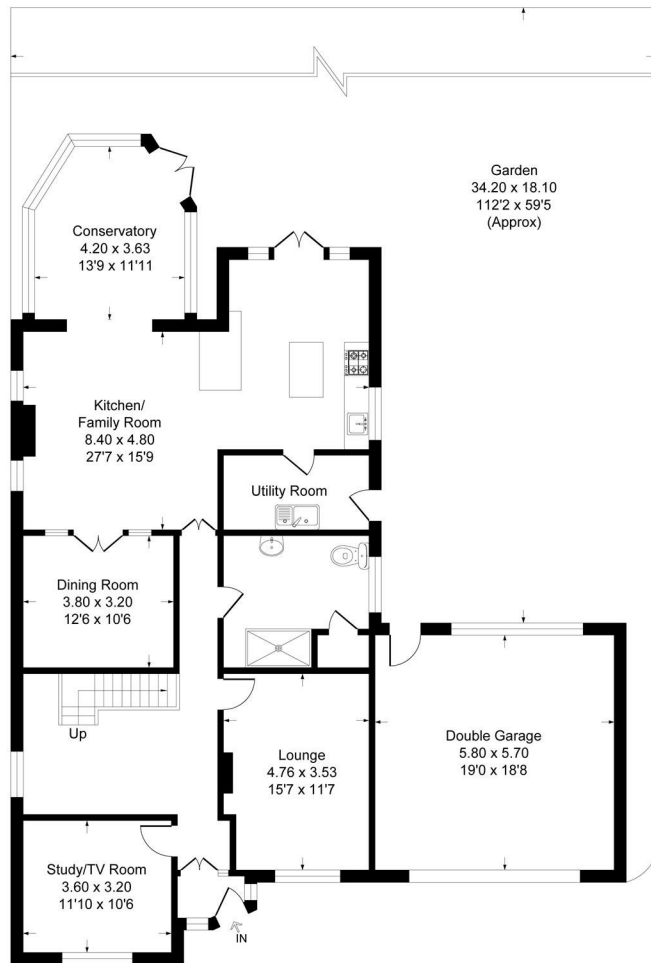 Garden
34.20 x 18.10
112'2 x 59'5
(Approx)
Conservatory
4.20 x 3.63
13'9 x 11'11
Kitchen/
Family Room
8.40 x 4.80
27'7 x 15'9
Utility Room
Dining Room
3.80 x 3.20
12'6 x 10'6
Up
Lounge
4.76 x 3.53
15'7 x 11'7
Double Garage
5.80 x 5.70
19'0 x 18'8
Study/TV Room
3.60 x 3.20
11'10 x 10'6
IN